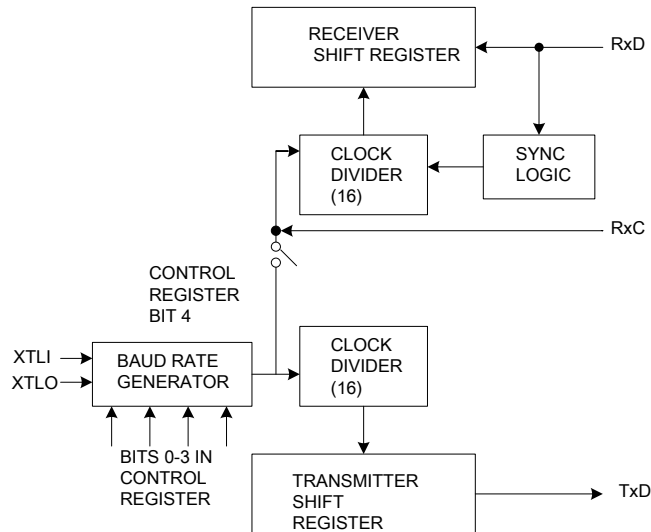 RECEIVER
SHIFT REGISTER
RxD
CLOCK
DIVIDER
(16)
SYNC
LOGIC
RxC
CONTROL
REGISTER
BIT 4
XTLI
XTLO
BAUD RATE
GENERATOR
CLOCK
DIVIDER
(16)
BITS 0-3 IN
CONTROL
REGISTER
TRANSMITTER
SHIFT
REGISTER
TxD